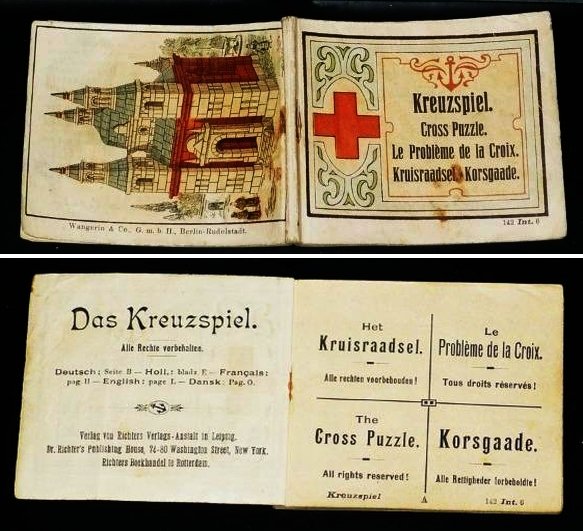 Wangerin & Co., G. m. b. H., Berlin-Rudolstadt.
Kreuzspiel.
Cross Puzzle.
Le Problème de la Croix.
Kruisraadsel. Korsgaade.
142 Int. 6
Das Kreuzspiel.
Alle Rechte vorbehalten.
Deutsch: Seite B — Holl: bladz. E — Français:
pag H — English: page L — Dansk: Pag. O.
Verlag von Richters Verlags-Anstalt in Leipzig.
Dr. Richter's Publishing House, 74-80 Washington Street, New York.
Richters Boekhandel te Rotterdam.
Het
Kruisraadsel.
Alle rechten voorbehouden!
Le
Problème de la Croix.
Tous droits réservés!
The
Cross Puzzle.
All rights reserved!
Korsgaade.
Alle Rettigheder forbeholdte!
Kreuzspiel
A
142 Int. 6